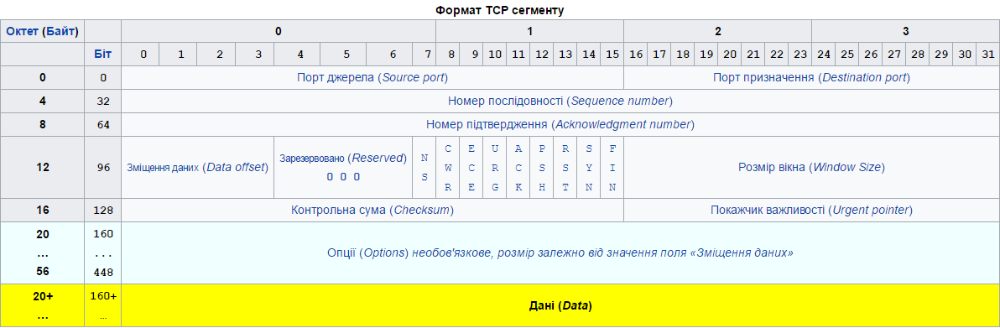 Формат TCP сегменту
Октет (Байт) 0 1 2 3
Біт 0 1 2 3 4 5 6 7 8 9 10 11 12 13 14 15 16 17 18 19 20 21 22 23 24 25 26 27 28 29 30 31
0 0 Порт джерела (Source port) Порт призначення (Destination port)
4 32 Номер послідовності (Sequence number)
8 64 Номер підтвердження (Acknowledgment number)
12 96 Зміщення даних (Data offset) Зарезервовано (Reserved) 0 0 0 NS CWR ECE URG ACK PSH RST SYN FIN Розмір вікна (Window Size)
16 128 Контрольна сума (Checksum) Покажчик важливості (Urgent pointer)
20 160
... ... Опції (Options) необов'язкове, розмір залежно від значення поля «Зміщення даних»
56 448
20+ 160+
... ... Дані (Data)